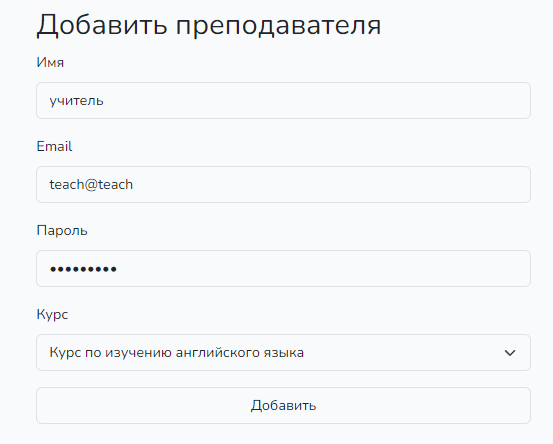 Добавить преподавателя
Имя
учитель
Email
teach@teach
Пароль
•••••••••
Курс
Курс по изучению английского языка
Добавить